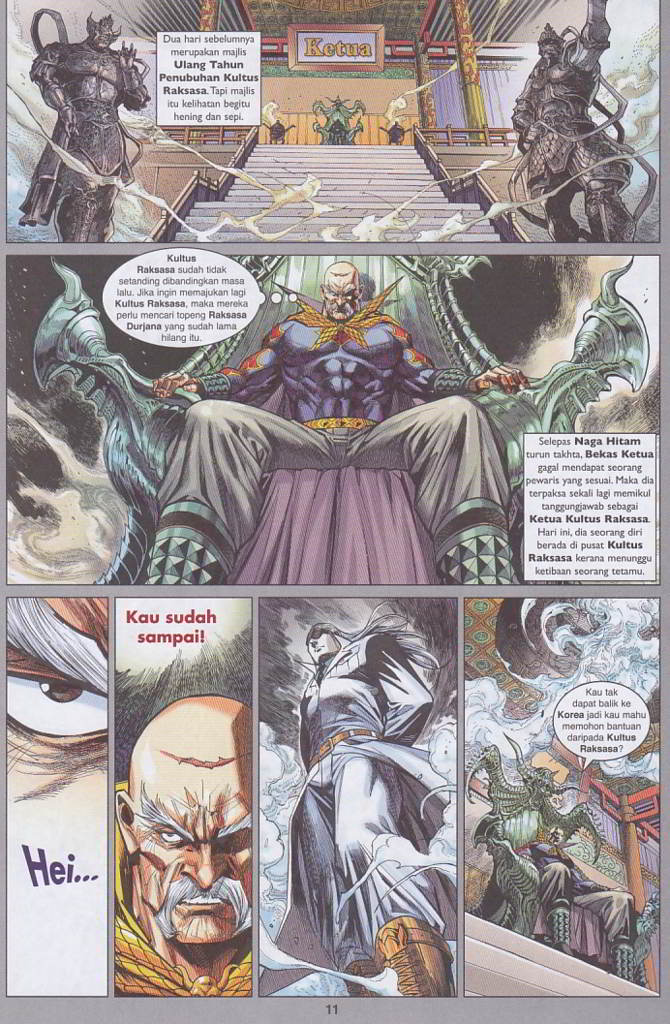 Dua hari sebelumnya
merupakan majlis
Ulang Tahun
Penubuhan Kultus
Raksasa. Tapi majlis
itu kelihatan begitu
hening dan sepi.
Ketua
Kultus
Raksasa sudah tidak
setanding dibandingkan masa
lalu. Jika ingin memajukan lagi
Kultus Raksasa, maka mereka
perlu mencari topeng Raksasa
Durjana yang sudah lama
hilang itu.
Selepas Naga Hitam
turun takhta, Bekas Ketua
gagal mendapat seorang
pewaris yang sesuai. Maka dia
terpaksa sekali lagi memikul
tanggungjawab sebagai
Ketua Kultus Raksasa.
Hari ini, dia seorang diri
berada di pusat Kultus
Raksasa kerana menunggu
ketibaan seorang tetamu.
Hei...
Kau sudah
sampai!
Kau tak
dapat balik ke
Korea jadi kau mahu
memohon bantuan
daripada Kultus
Raksasa?
11